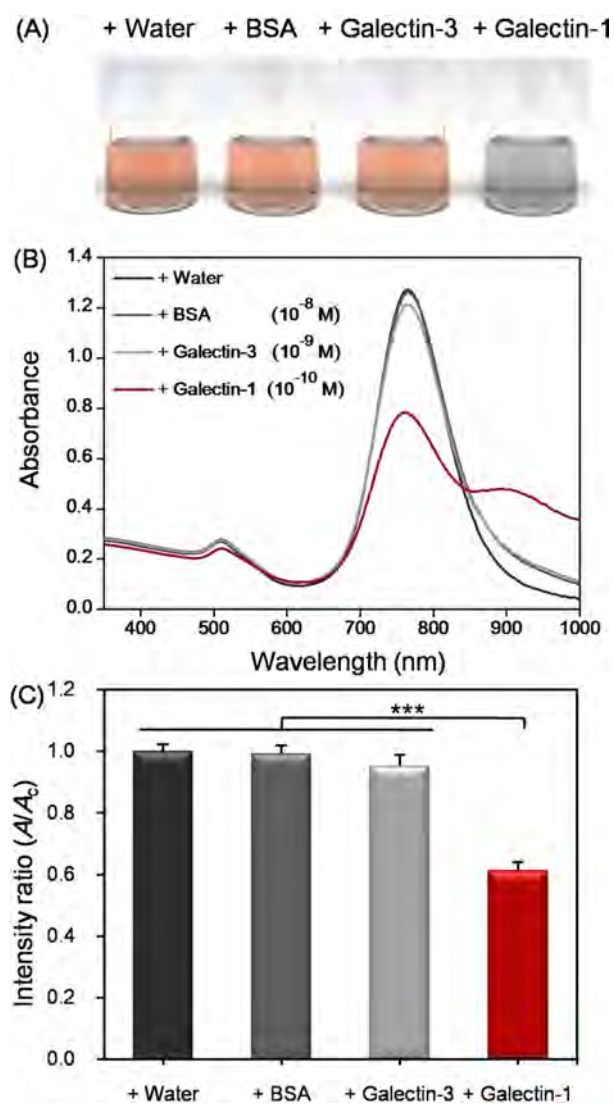 (A) + Water + BSA + Galectin-3 + Galectin-1
(B)
1.4
1.2
1.0
0.8
0.6
0.4
0.2
0.0
Absorbance
+ Water
+ BSA (10⁻⁸ M)
+ Galectin-3 (10⁻⁹ M)
+ Galectin-1 (10⁻¹⁰ M)
400 500 600 700 800 900 1000
Wavelength (nm)
(C)
1.2
1.0
0.8
0.6
0.4
0.2
0.0
Intensity ratio (A/A₀)
***
+ Water + BSA + Galectin-3 + Galectin-1